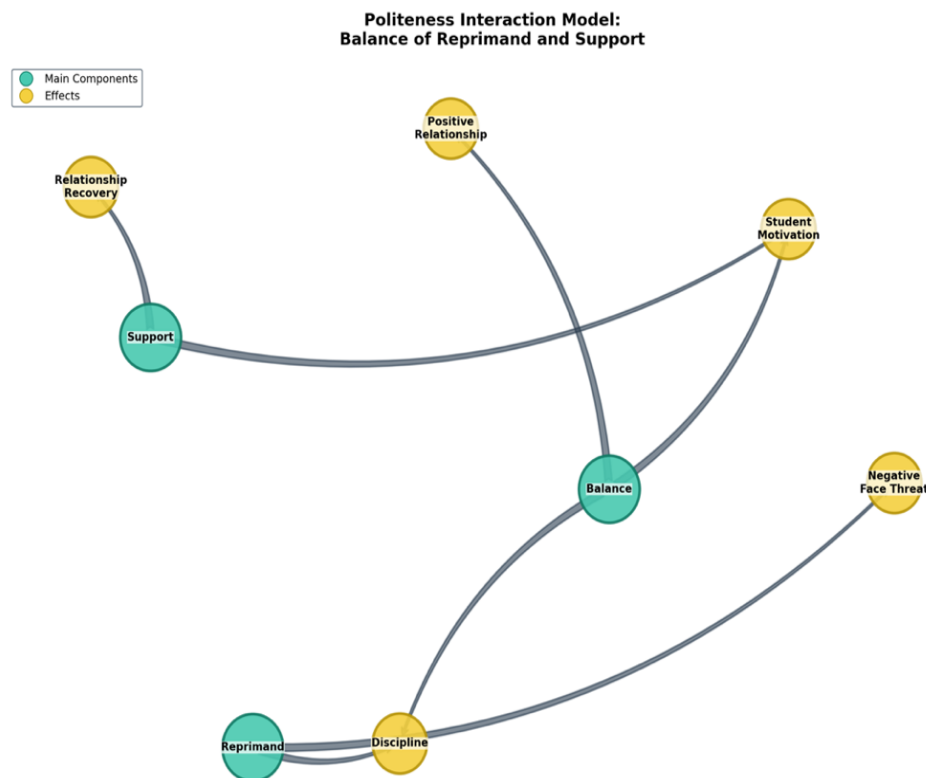 Politeness Interaction Model:
Balance of Reprimand and Support
Main Components
Effects
Positive
Relationship
Relationship
Recovery
Student
Motivation
Support
Negative
Face Threat
Balance
Discipline
Reprimand